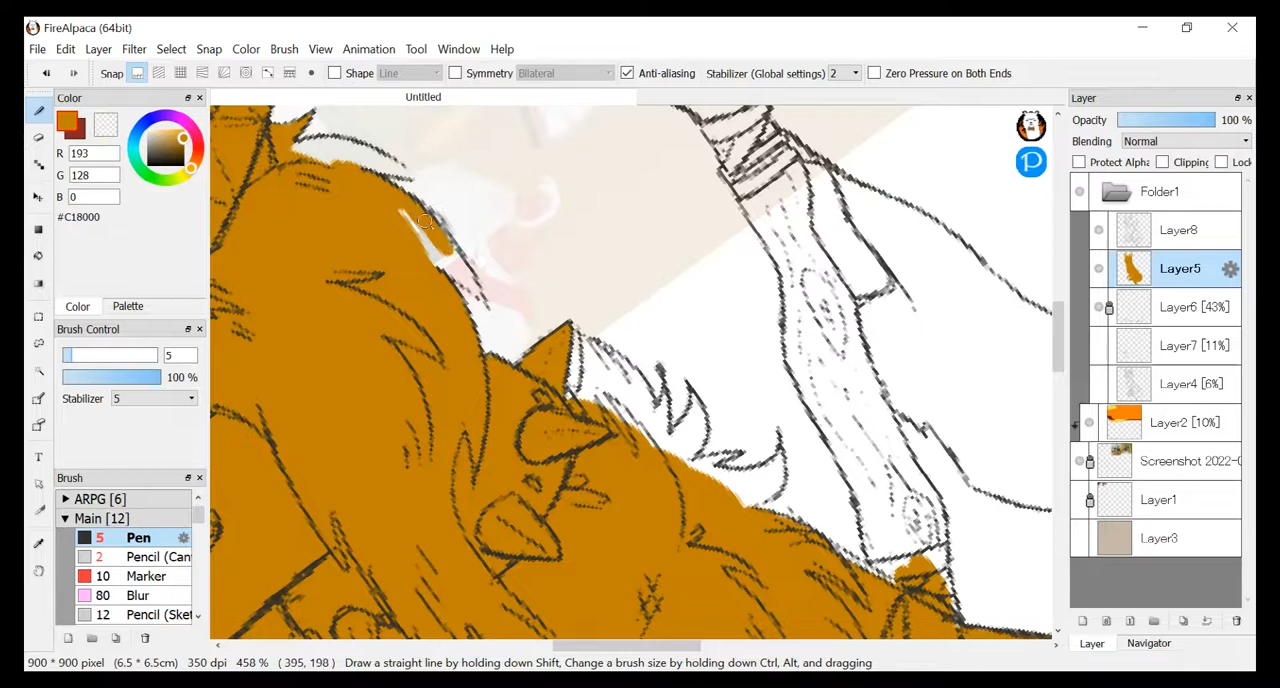 FireAlpaca (64bit)
File Edit Layer Filter Select Snap Color Brush View Animation Tool Window Help
Snap Shape Line Symmetry Bilateral Anti-aliasing Stabilizer (Global settings) 2 Zero Pressure on Both Ends
Untitled
Color
R 193
G 128
B 0
#C18000
Color Palette
Brush Control
5
100 %
Stabilizer 5
Brush
ARPG [6]
Main [12]
5 Pen
2 Pencil (Can
10 Marker
80 Blur
12 Pencil (Sket
Layer
Opacity 100 %
Blending Normal
Protect Alpha Clipping Lock
Folder1
Layer8
Layer5
Layer6 [43%]
Layer7 [11%]
Layer4 [6%]
Layer2 [10%]
Screenshot 2022-0
Layer1
Layer3
Layer Navigator
900 * 900 pixel (6.5 * 6.5cm) 350 dpi 458 % ( 395, 198 ) Draw a straight line by holding down Shift, Change a brush size by holding down Ctrl, Alt, and dragging